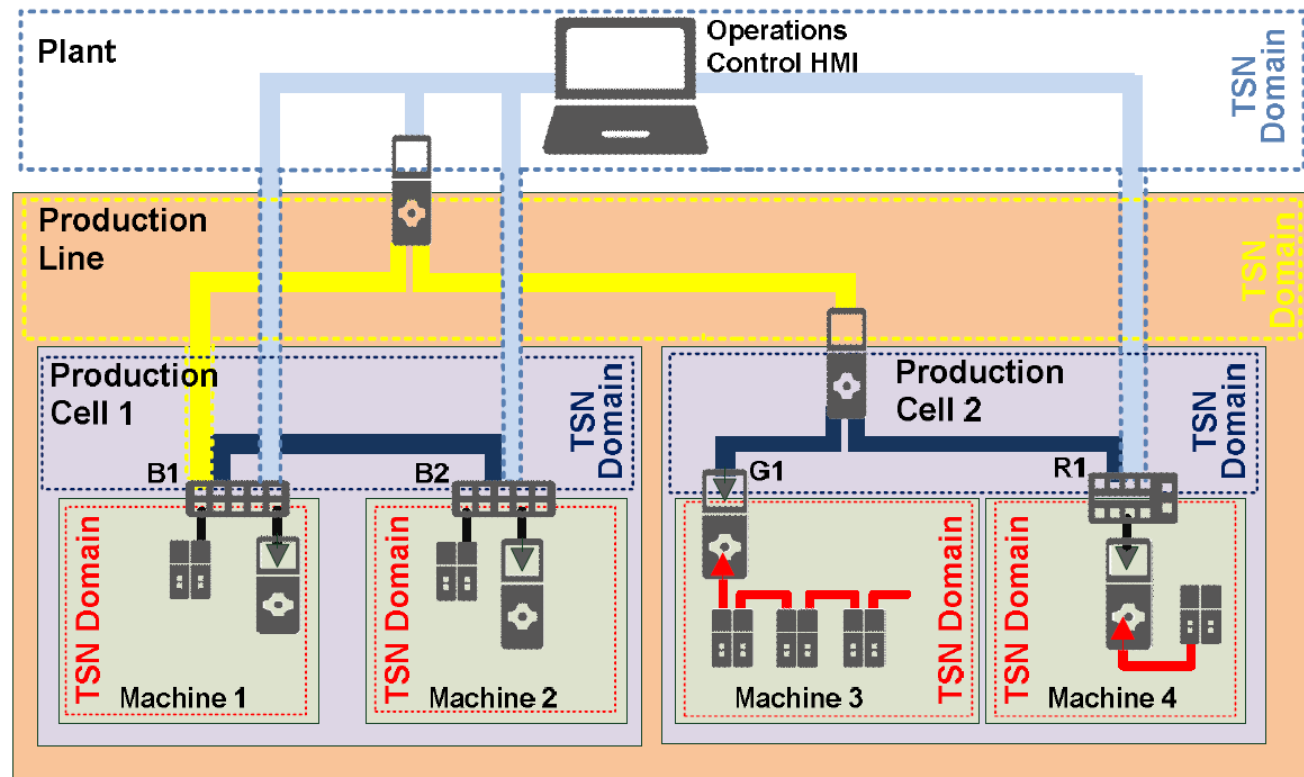 Plant
Operations
Control HMI
TSN
Domain
Production
Line
TSN
Domain
Production
Cell 1
TSN
Domain
Production
Cell 2
TSN
Domain
B1
B2
G1
R1
TSN Domain
Machine 1
TSN Domain
Machine 2
Machine 3
TSN Domain
TSN Domain
Machine 4